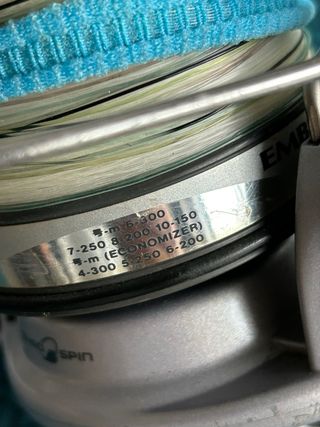 EMB
号-m 6-300
7-250 8-200 10-150
号-m (ECONOMIZER)
4-300 5-250 6-200
SPIN